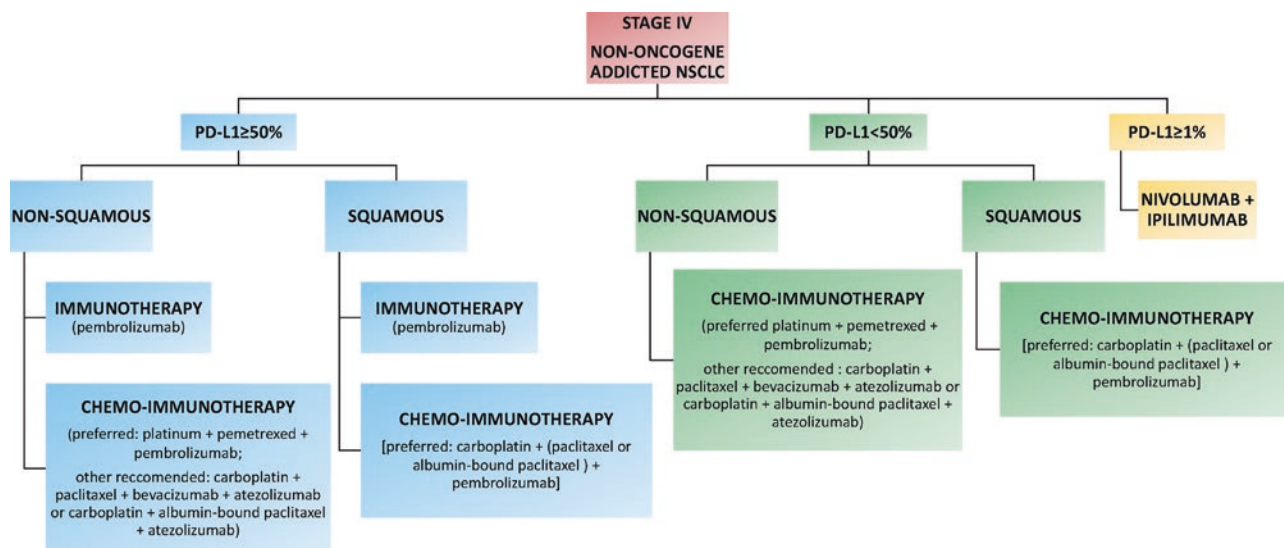 STAGE IV
NON-ONCOGENE
ADDICTED NSCLC
PD-L1≥50%
PD-L1<50%
PD-L1≥1%
NON-SQUAMOUS
SQUAMOUS
NON-SQUAMOUS
SQUAMOUS
NIVOLUMAB +
IPILIMUMAB
IMMUNOTHERAPY
(pembrolizumab)
IMMUNOTHERAPY
(pembrolizumab)
CHEMO-IMMUNOTHERAPY
(preferred platinum + pemetrexed +
pembrolizumab;
other reccomended : carboplatin +
paclitaxel + bevacizumab + atezolizumab or
carboplatin + albumin-bound paclitaxel +
atezolizumab)
CHEMO-IMMUNOTHERAPY
[preferred: carboplatin + (paclitaxel or
albumin-bound paclitaxel ) +
pembrolizumab]
CHEMO-IMMUNOTHERAPY
(preferred: platinum + pemetrexed +
pembrolizumab;
other reccomended: carboplatin +
paclitaxel + bevacizumab + atezolizumab
or carboplatin + albumin-bound paclitaxel
+ atezolizumab)
CHEMO-IMMUNOTHERAPY
[preferred: carboplatin + (paclitaxel or
albumin-bound paclitaxel ) +
pembrolizumab]